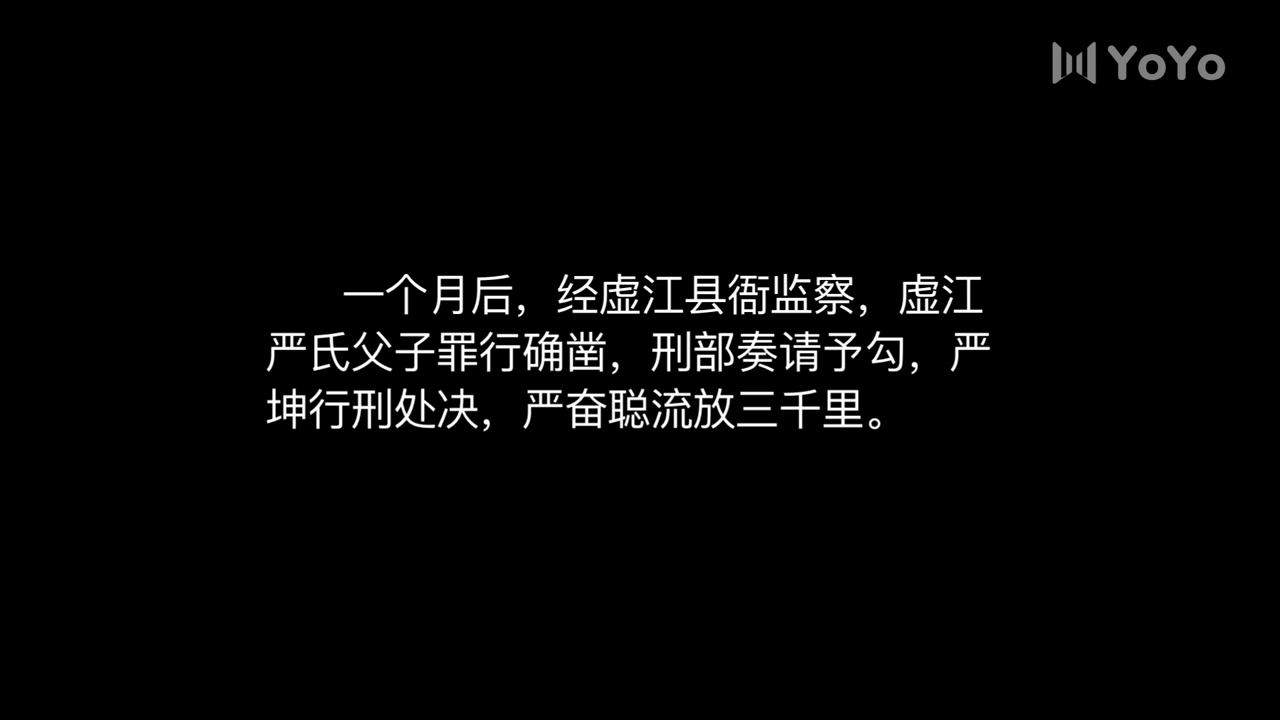 YoYo
一个月后，经虚江县衙监察，虚江
严氏父子罪行确凿，刑部奏请予勾，严
坤行刑处决，严奋聪流放三千里。